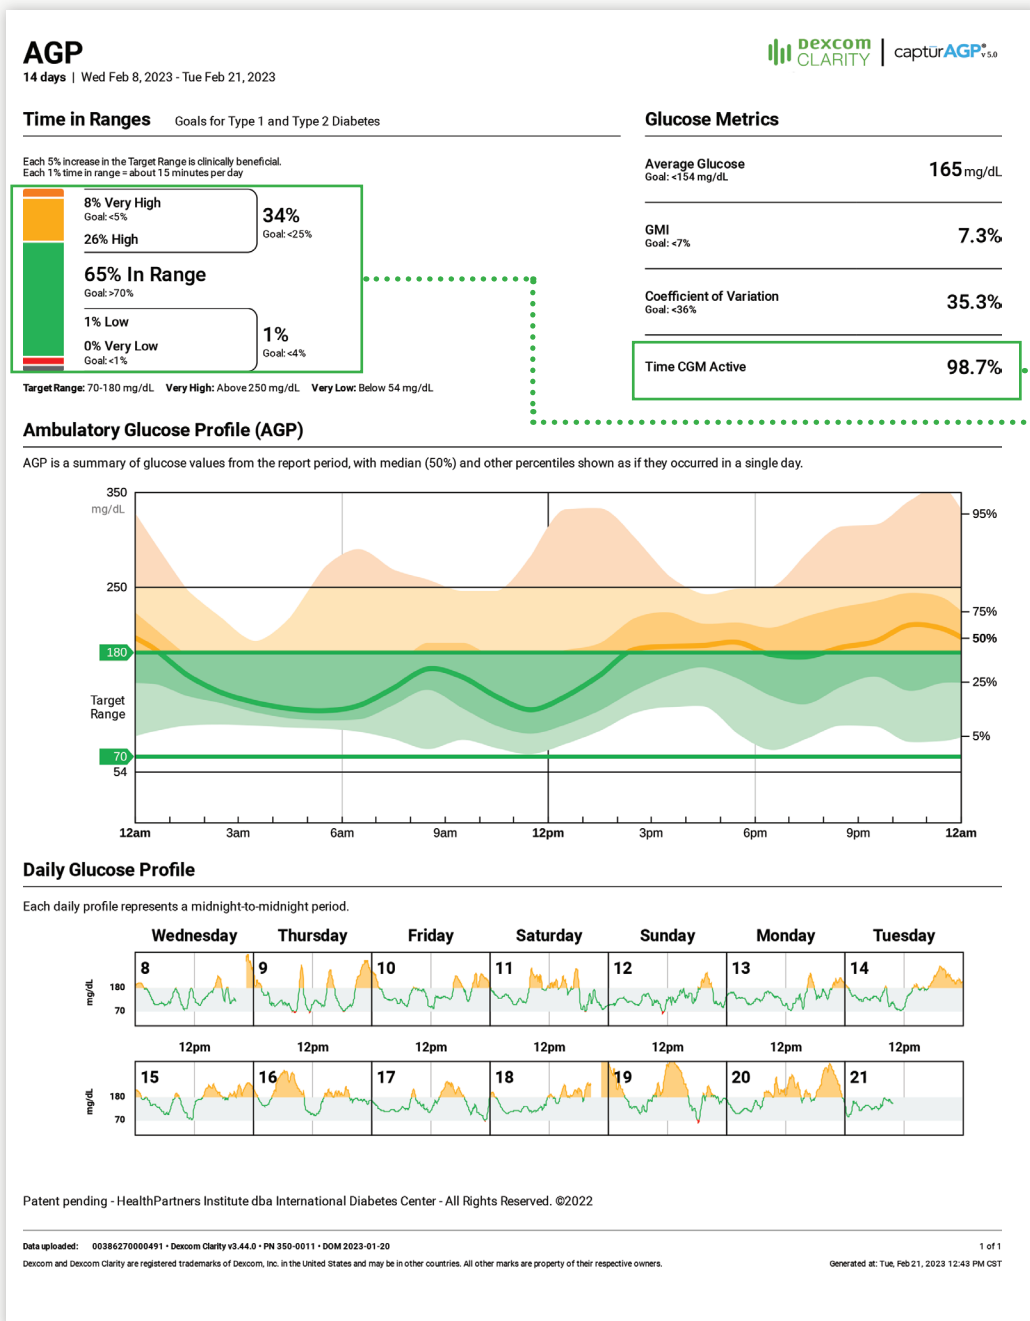 AGP
14 days | Wed Feb 8, 2023 - Tue Feb 21, 2023
Dexcom
CLARITY
captūrAGP® v 5.0
Time in Ranges Goals for Type 1 and Type 2 Diabetes
Each 5% increase in the Target Range is clinically beneficial.
Each 1% time in range = about 15 minutes per day
8% Very High
Goal: <5%
26% High
34%
Goal: <25%
65% In Range
Goal: >70%
1% Low
0% Very Low
Goal: <1%
1%
Goal: <4%
Target Range: 70-180 mg/dL Very High: Above 250 mg/dL Very Low: Below 54 mg/dL
Glucose Metrics
Average Glucose
Goal: <154 mg/dL
165 mg/dL
GMI
Goal: <7%
7.3%
Coefficient of Variation
Goal: <36%
35.3%
Time CGM Active 98.7%
Ambulatory Glucose Profile (AGP)
AGP is a summary of glucose values from the report period, with median (50%) and other percentiles shown as if they occurred in a single day.
350
mg/dL
250
180
Target
Range
70
54
95%
75%
50%
25%
5%
12am 3am 6am 9am 12pm 3pm 6pm 9pm 12am
Daily Glucose Profile
Each daily profile represents a midnight-to-midnight period.
Wednesday Thursday Friday Saturday Sunday Monday Tuesday
mg/dL
180
70
8 9 10 11 12 13 14
12pm 12pm 12pm 12pm 12pm 12pm 12pm
mg/dL
180
70
15 16 17 18 19 20 21
Patent pending - HealthPartners Institute dba International Diabetes Center - All Rights Reserved. ©2022
Data uploaded: 00386270000491 • Dexcom Clarity v3.44.0 • PN 350-0011 • DOM 2023-01-20 1 of 1
Dexcom and Dexcom Clarity are registered trademarks of Dexcom, Inc. in the United States and may be in other countries. All other marks are property of their respective owners. Generated at: Tue, Feb 21, 2023 12:43 PM CST